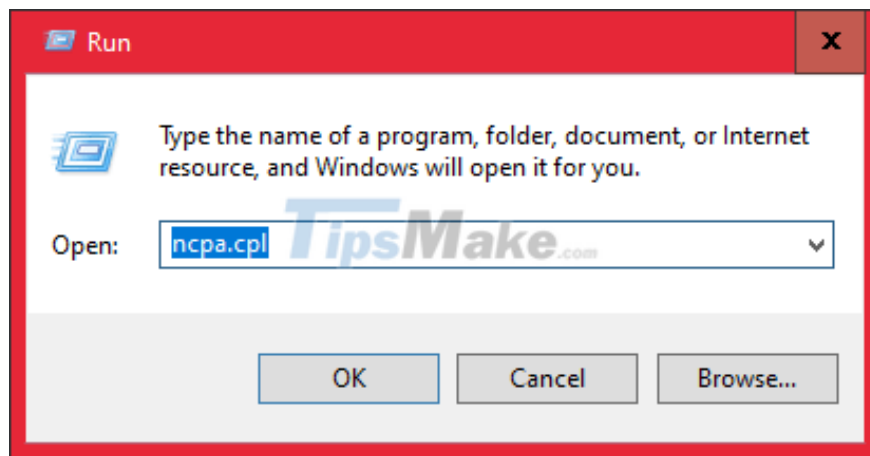 Run
x
Type the name of a program, folder, document, or Internet
resource, and Windows will open it for you.
Open: ncpa.cpl
TipsMake.com
OK Cancel Browse...